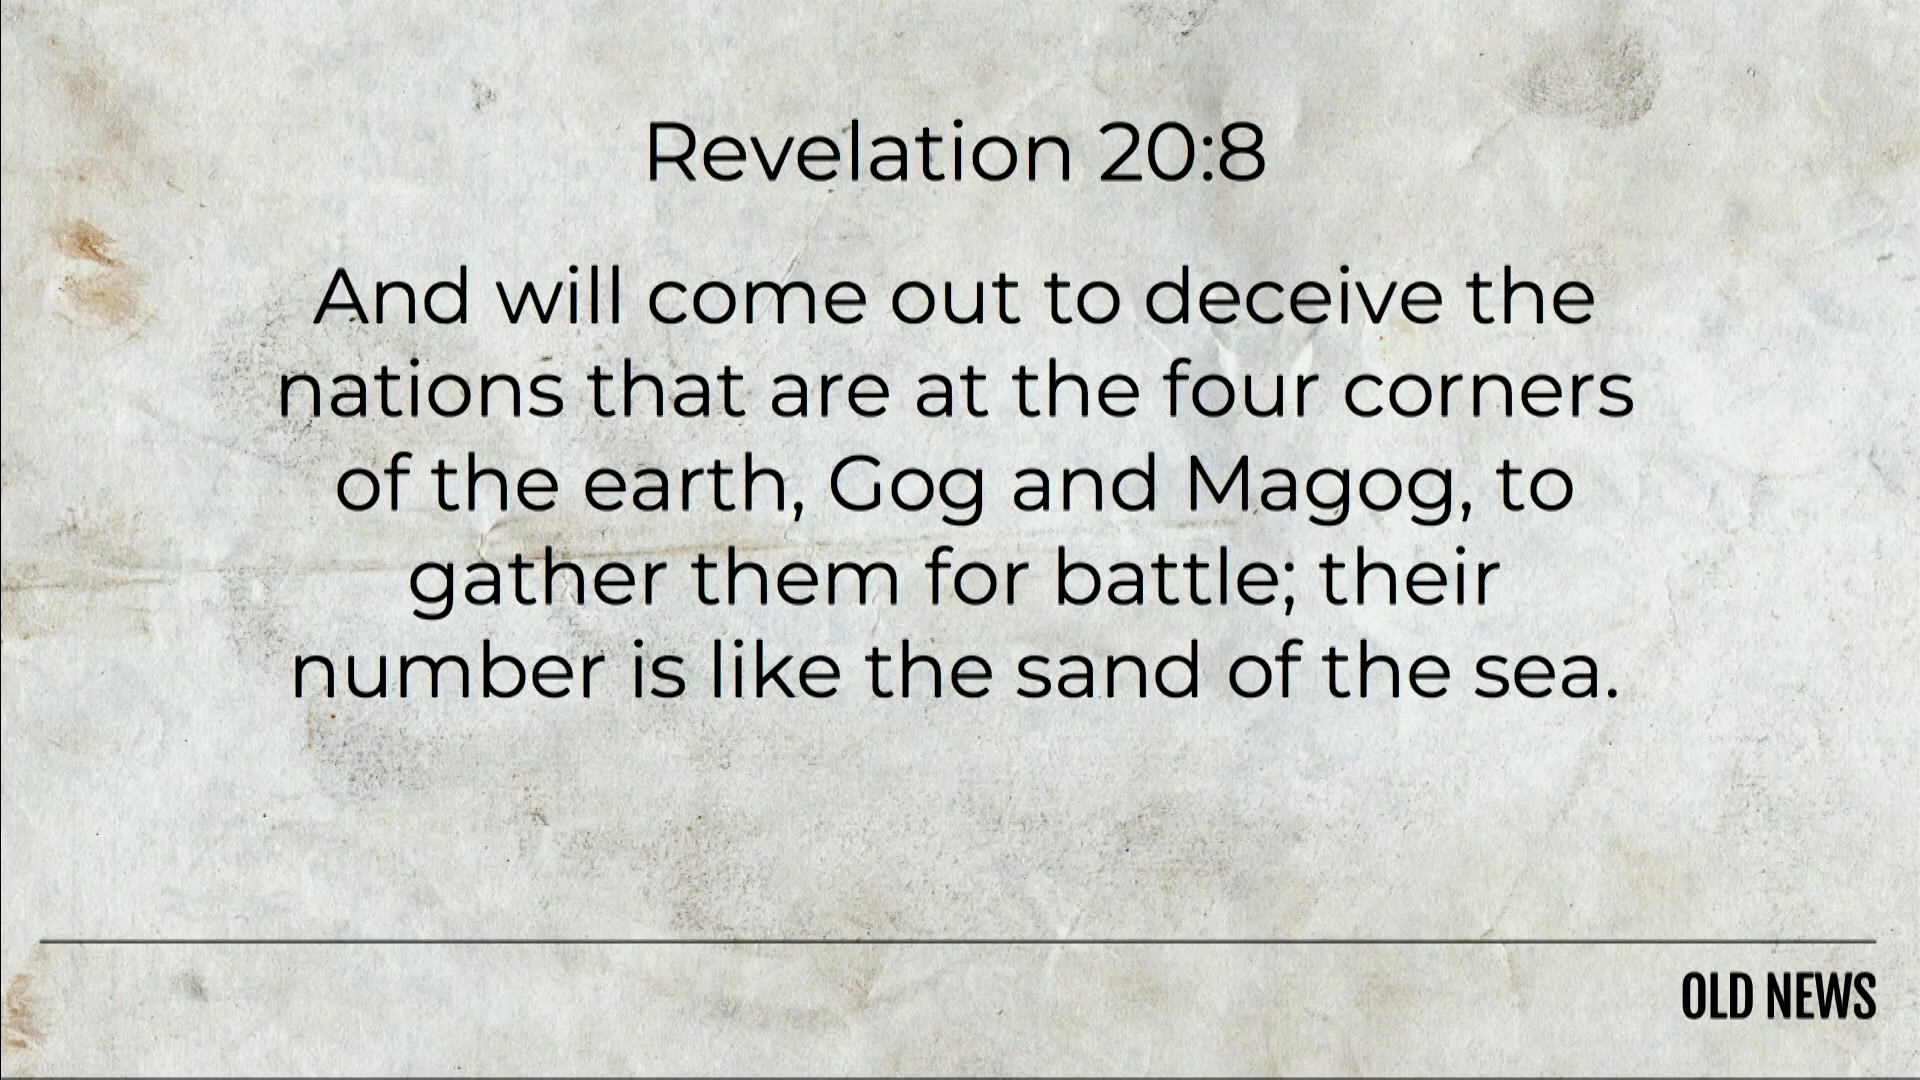 Revelation 20:8
And will come out to deceive the
nations that are at the four corners
of the earth, Gog and Magog, to
gather them for battle; their
number is like the sand of the sea.
OLD NEWS